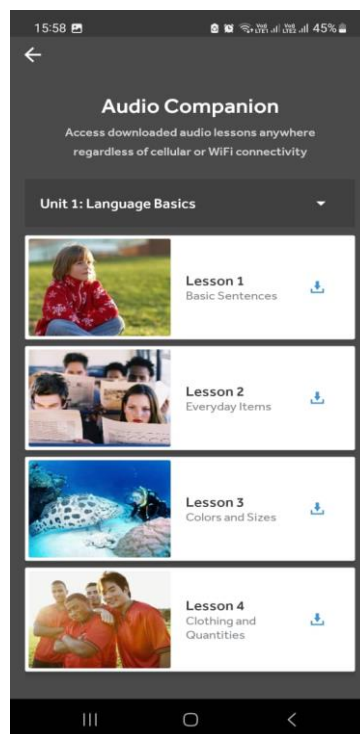 15:58 45%
Audio Companion
Access downloaded audio lessons anywhere
regardless of cellular or WiFi connectivity
Unit 1: Language Basics
Lesson 1
Basic Sentences
Lesson 2
Everyday Items
Lesson 3
Colors and Sizes
Lesson 4
Clothing and
Quantities